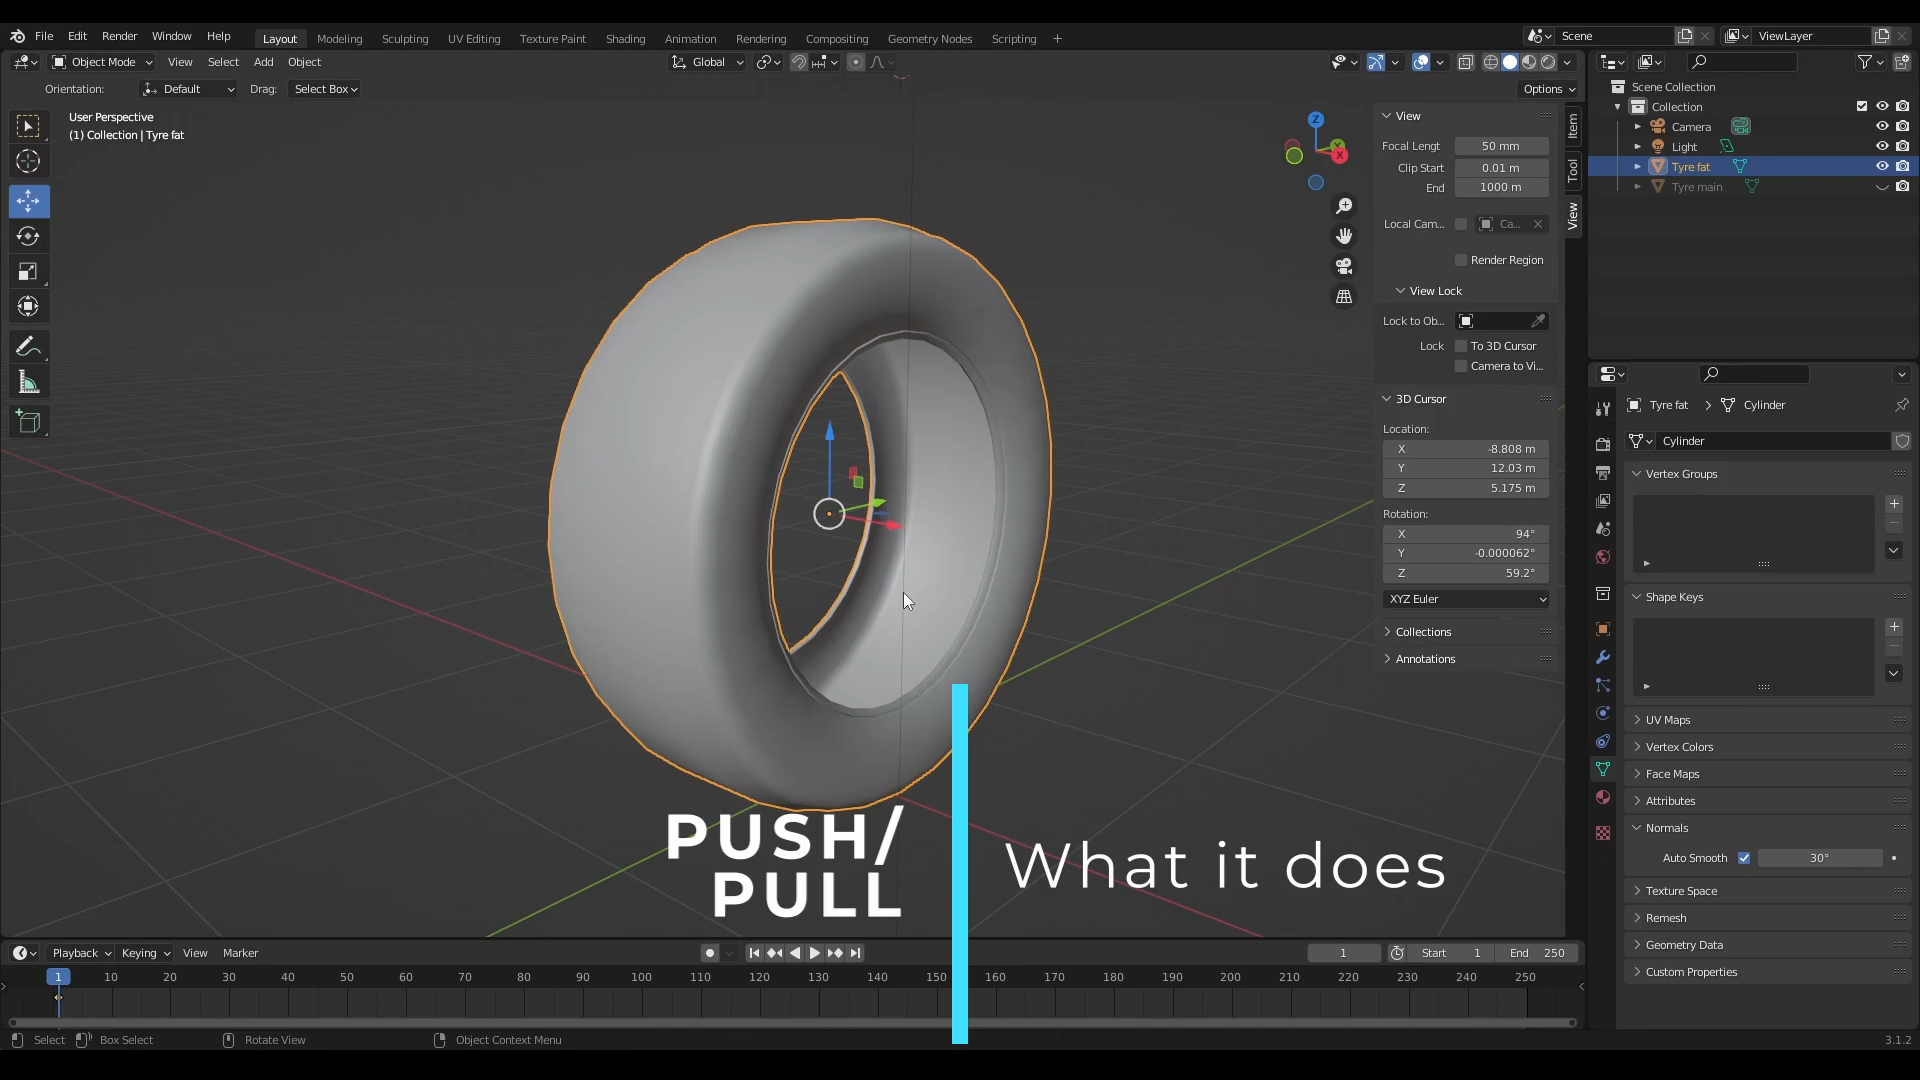 File Edit Render Window Help Layout Modeling Sculpting UV Editing Texture Paint Shading Animation Rendering Compositing Geometry Nodes Scripting + Scene ViewLayer
Object Mode View Select Add Object Global
Orientation: Default Drag: Select Box Options
User Perspective
(1) Collection | Tyre fat
Z
Y
X
View
Focal Lengt 50 mm
Clip Start 0.01 m
End 1000 m
Local Cam... Ca...
Render Region
View Lock
Lock to Ob...
Lock To 3D Cursor
Camera to Vi...
3D Cursor
Location:
X -8.808 m
Y 12.03 m
Z 5.175 m
Rotation:
X 94°
Y -0.000062°
Z 59.2°
XYZ Euler
Collections
Annotations
Item
Tool
View
Scene Collection
Collection
Camera
Light
Tyre fat
Tyre main
Tyre fat > Cylinder
Cylinder
Vertex Groups
Shape Keys
UV Maps
Vertex Colors
Face Maps
Attributes
Normals
Auto Smooth 30°
Texture Space
Remesh
Geometry Data
Custom Properties
PUSH/
PULL
What it does
Playback Keying View Marker 1 Start 1 End 250
1 10 20 30 40 50 60 70 80 90 100 110 120 130 140 150 160 170 180 190 200 210 220 230 240 250
Select Box Select Rotate View Object Context Menu 3.1.2